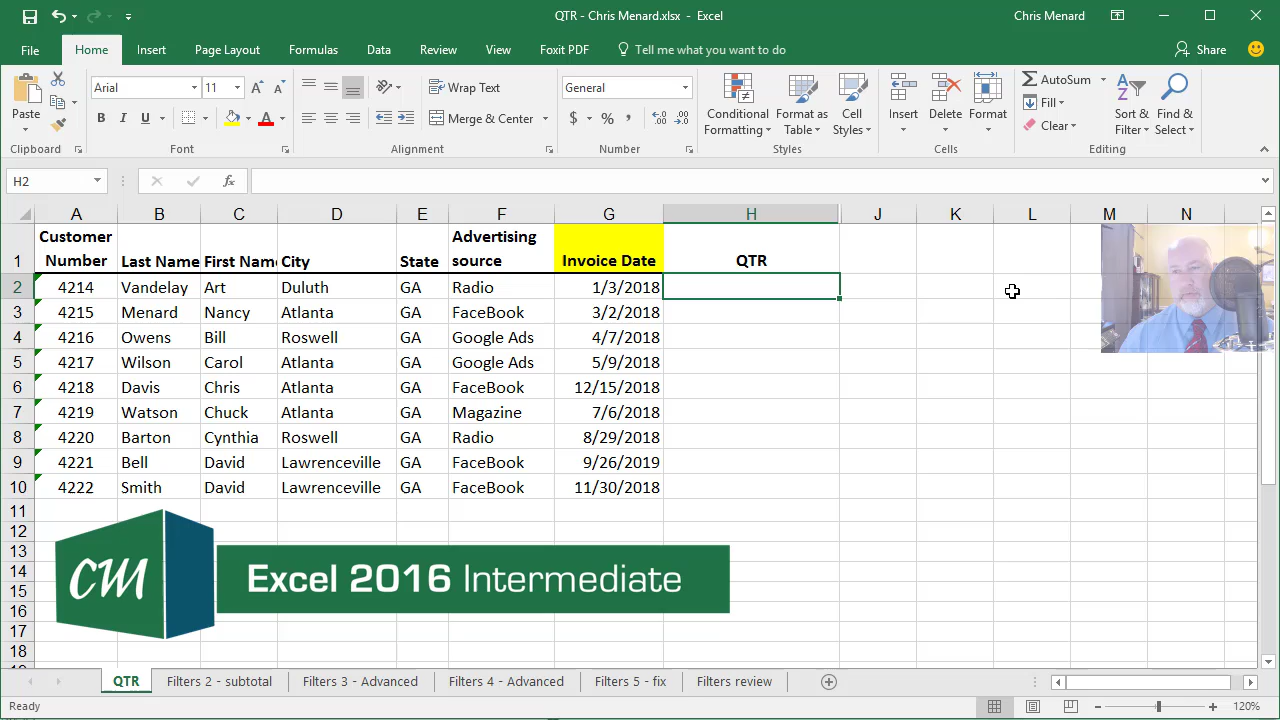 QTR - Chris Menard.xlsx - Excel
Chris Menard
File Home Insert Page Layout Formulas Data Review View Foxit PDF Tell me what you want to do Share
Paste
Arial 11
B I U A
Wrap Text
Merge & Center
General
$ % ,
Conditional Formatting
Format as Table
Cell Styles
Insert Delete Format
AutoSum
Fill
Clear
Sort & Filter
Find & Select
Clipboard Font Alignment Number Styles Cells Editing
H2 fx
A B C D E F G H J K L M N
1 Customer Number Last Name First Nam City State Advertising source Invoice Date QTR
2 4214 Vandelay Art Duluth GA Radio 1/3/2018
3 4215 Menard Nancy Atlanta GA FaceBook 3/2/2018
4 4216 Owens Bill Roswell GA Google Ads 4/7/2018
5 4217 Wilson Carol Atlanta GA Google Ads 5/9/2018
6 4218 Davis Chris Atlanta GA FaceBook 12/15/2018
7 4219 Watson Chuck Atlanta GA Magazine 7/6/2018
8 4220 Barton Cynthia Roswell GA Radio 8/29/2018
9 4221 Bell David Lawrenceville GA FaceBook 9/26/2019
10 4222 Smith David Lawrenceville GA FaceBook 11/30/2018
11
12
13
14
15
16
17
18
CM
Excel 2016 Intermediate
QTR Filters 2 - subtotal Filters 3 - Advanced Filters 4 - Advanced Filters 5 - fix Filters review
Ready
120%